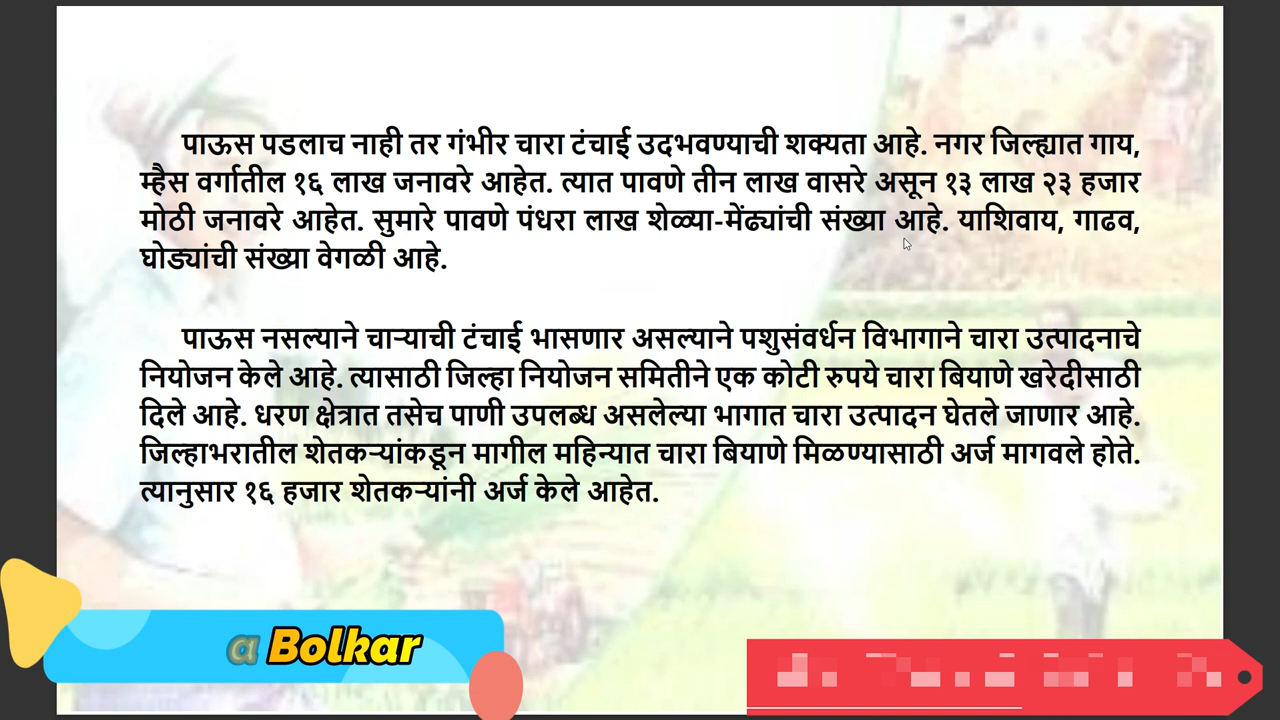 पाऊस पडलाच नाही तर गंभीर चारा टंचाई उदभवण्याची शक्यता आहे. नगर जिल्ह्यात गाय,
म्हैस वर्गातील १६ लाख जनावरे आहेत. त्यात पावणे तीन लाख वासरे असून १३ लाख २३ हजार
मोठी जनावरे आहेत. सुमारे पावणे पंधरा लाख शेळ्या-मेंढ्यांची संख्या आहे. याशिवाय, गाढव,
घोड्यांची संख्या वेगळी आहे.
पाऊस नसल्याने चाऱ्याची टंचाई भासणार असल्याने पशुसंवर्धन विभागाने चारा उत्पादनाचे
नियोजन केले आहे. त्यासाठी जिल्हा नियोजन समितीने एक कोटी रुपये चारा बियाणे खरेदीसाठी
दिले आहे. धरण क्षेत्रात तसेच पाणी उपलब्ध असलेल्या भागात चारा उत्पादन घेतले जाणार आहे.
जिल्हाभरातील शेतकऱ्यांकडून मागील महिन्यात चारा बियाणे मिळण्यासाठी अर्ज मागवले होते.
त्यानुसार १६ हजार शेतकऱ्यांनी अर्ज केले आहेत.
a Bolkar